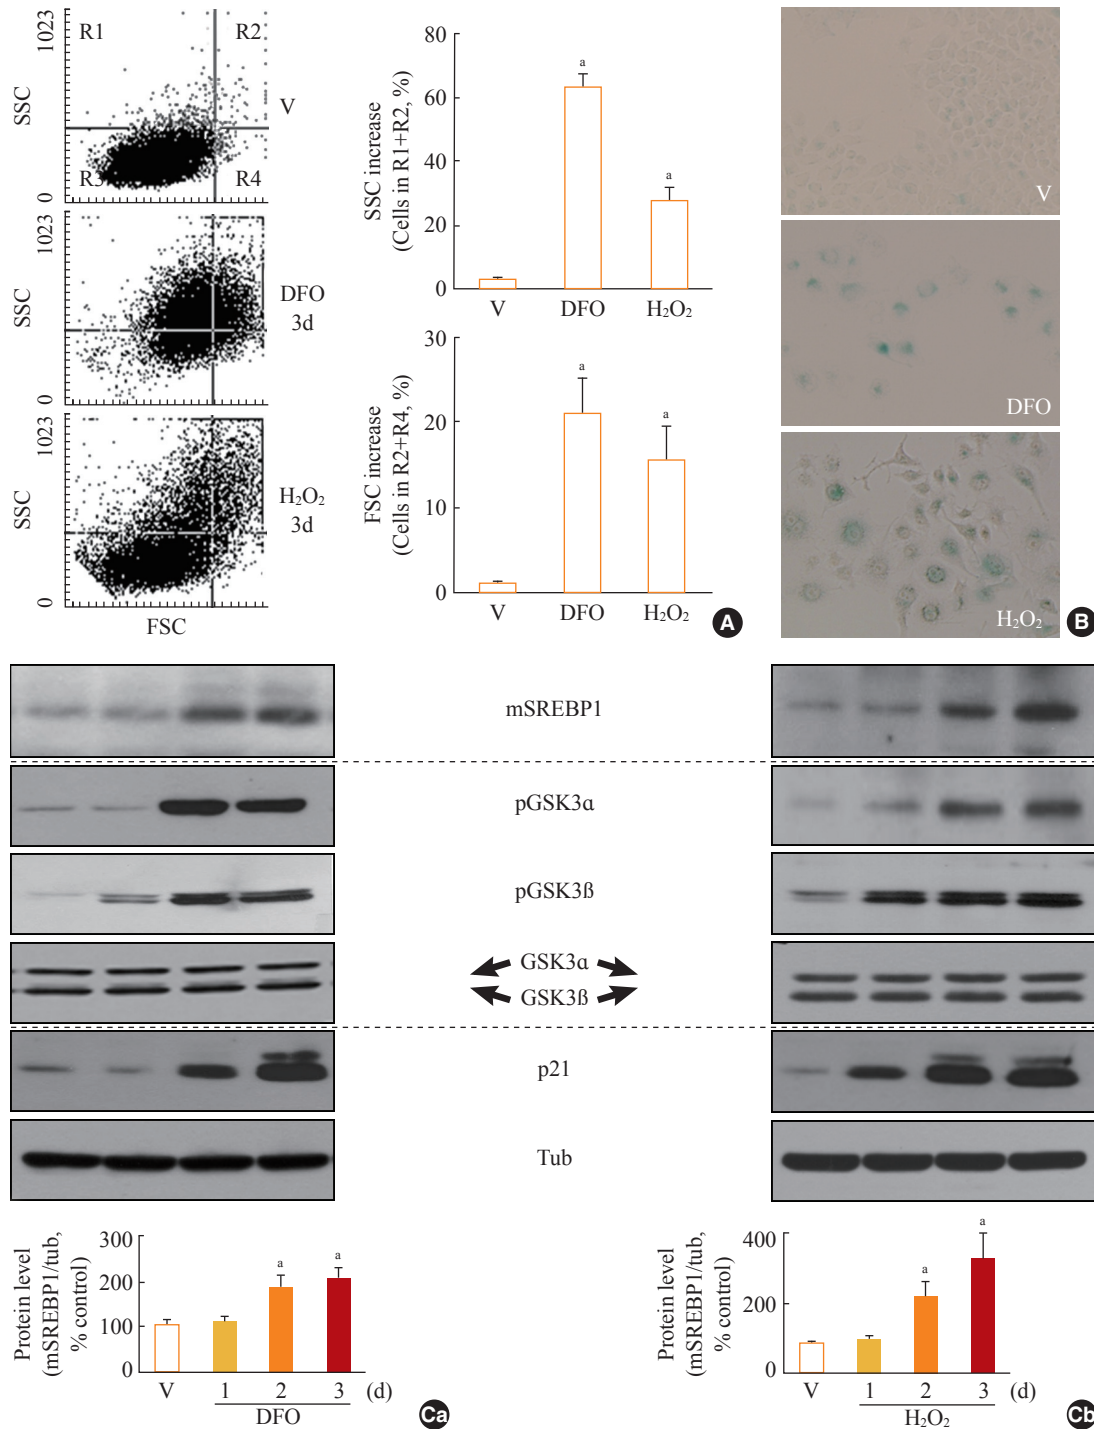 1023
SSC
0
R1
R2
R3
R4
V
1023
SSC
0
DFO
3d
1023
SSC
0
H2O2
3d
FSC
SSC increase
(Cells in R1+R2, %)
80
60
40
20
0
a
a
V
DFO
H2O2
FSC increase
(Cells in R2+R4, %)
30
20
10
0
a
a
V
DFO
H2O2
A
V
DFO
H2O2
B
mSREBP1
pGSK3α
pGSK3ß
GSK3α
GSK3ß
p21
Tub
Protein level
(mSREBP1/tub,
% control)
300
200
100
0
a
a
V
1
2
3
(d)
DFO
Ca
Protein level
(mSREBP1/tub,
% control)
400
200
0
a
a
V
1
2
3
(d)
H2O2
Cb